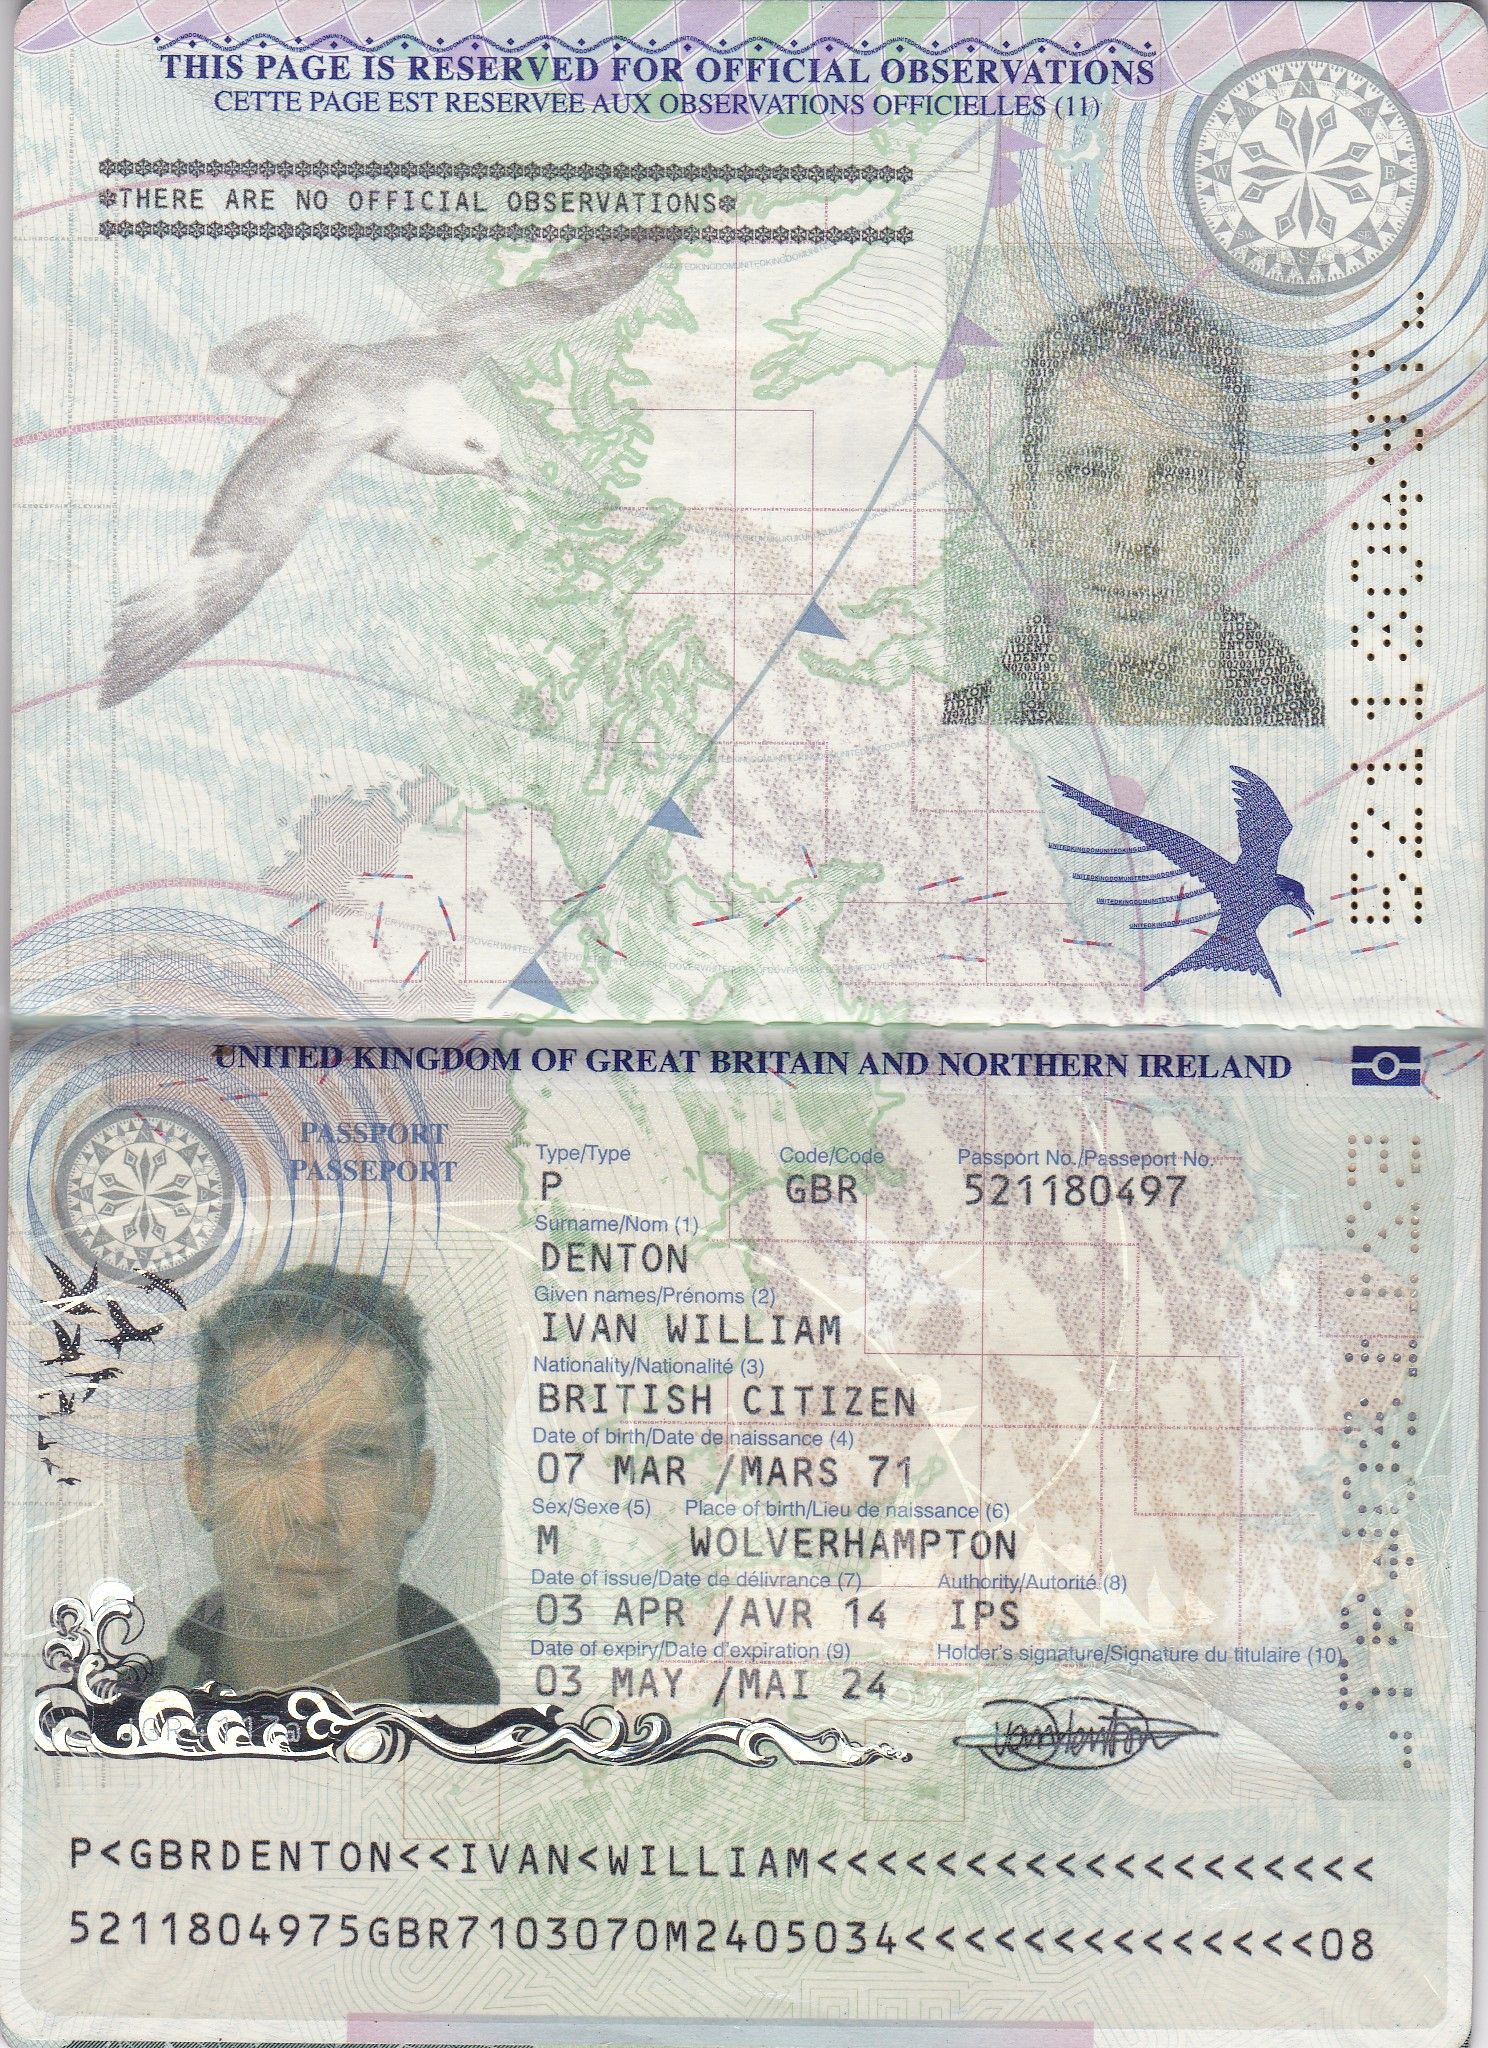 THIS PAGE IS RESERVED FOR OFFICIAL OBSERVATIONS
CETTE PAGE EST RESERVEE AUX OBSERVATIONS OFFICIELLES (11)
THERE ARE NO OFFICIAL OBSERVATIONS
UNITED KINGDOM OF GREAT BRITAIN AND NORTHERN IRELAND
PASSPORT
PASSEPORT
Type/Type Code/Code Passport No./Passeport No.
P GBR 521180497
Surname/Nom (1)
DENTON
Given names/Prénoms (2)
IVAN WILLIAM
Nationality/Nationalité (3)
BRITISH CITIZEN
Date of birth/Date de naissance (4)
07 MAR /MARS 71
Sex/Sexe (5) Place of birth/Lieu de naissance (6)
M WOLVERHAMPTON
Date of issue/Date de délivrance (7) Authority/Autorité (8)
03 APR /AVR 14 IPS
Date of expiry/Date d'expiration (9) Holder's signature/Signature du titulaire (10)
03 MAY /MAI 24
P<GBRDENTON<<IVAN<WILLIAM<<<<<<<<<<<<<<<<<<<
5211804975GBR7103070M2405034<<<<<<<<<<<<<<08